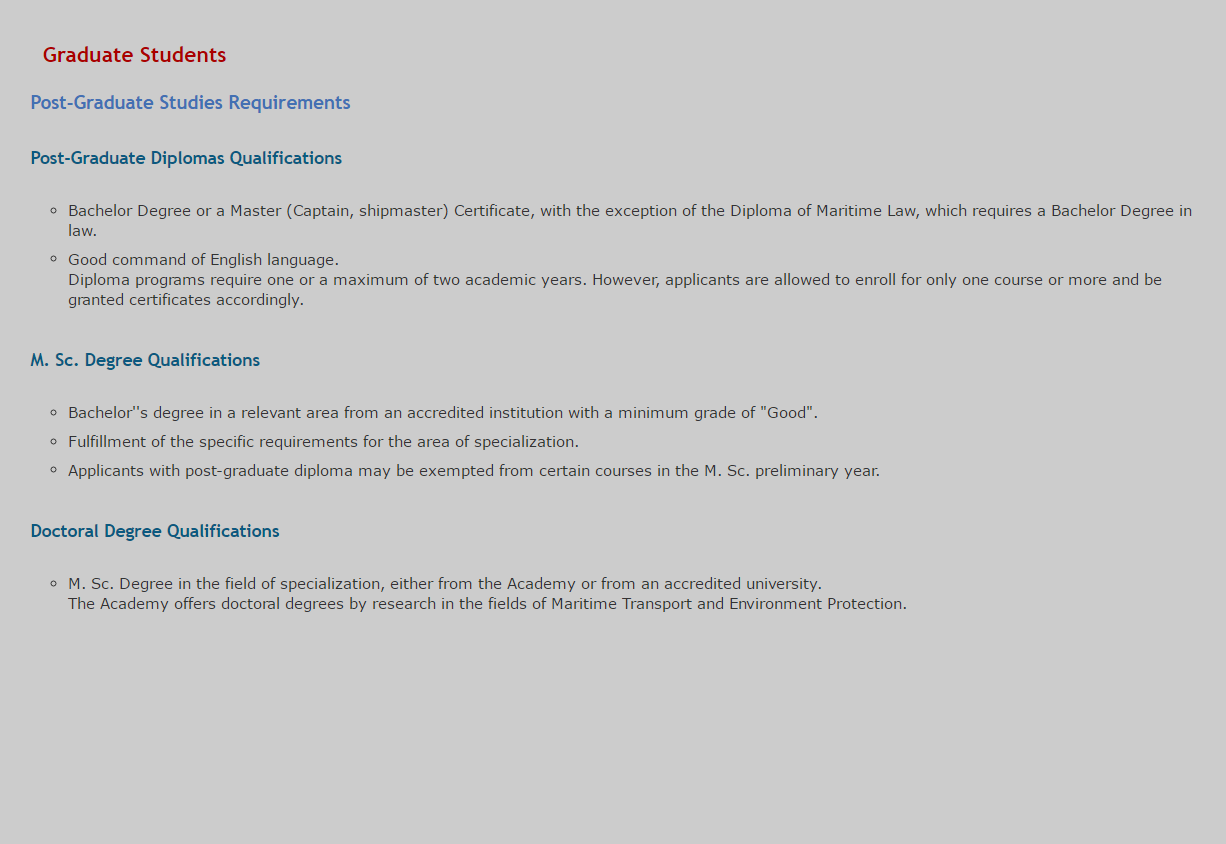 Graduate Students
Post-Graduate Studies Requirements
Post-Graduate Diplomas Qualifications
Bachelor Degree or a Master (Captain, shipmaster) Certificate, with the exception of the Diploma of Maritime Law, which requires a Bachelor Degree in
law.
Good command of English language.
Diploma programs require one or a maximum of two academic years. However, applicants are allowed to enroll for only one course or more and be
granted certificates accordingly.
M. Sc. Degree Qualifications
Bachelor''s degree in a relevant area from an accredited institution with a minimum grade of "Good".
Fulfillment of the specific requirements for the area of specialization.
Applicants with post-graduate diploma may be exempted from certain courses in the M. Sc. preliminary year.
Doctoral Degree Qualifications
M. Sc. Degree in the field of specialization, either from the Academy or from an accredited university.
The Academy offers doctoral degrees by research in the fields of Maritime Transport and Environment Protection.